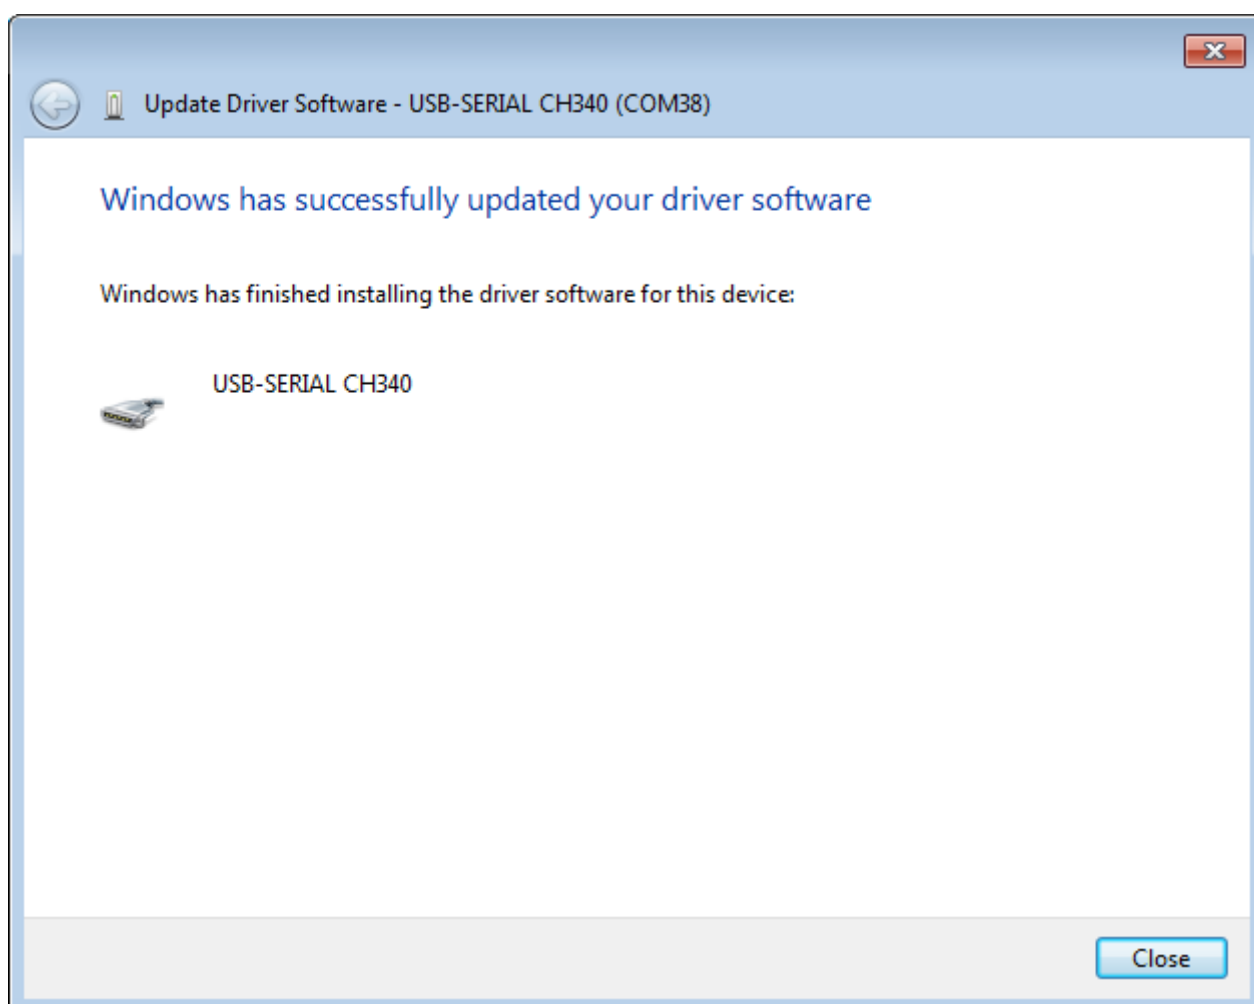 Update Driver Software - USB-SERIAL CH340 (COM38)
Windows has successfully updated your driver software
Windows has finished installing the driver software for this device:
USB-SERIAL CH340
Close